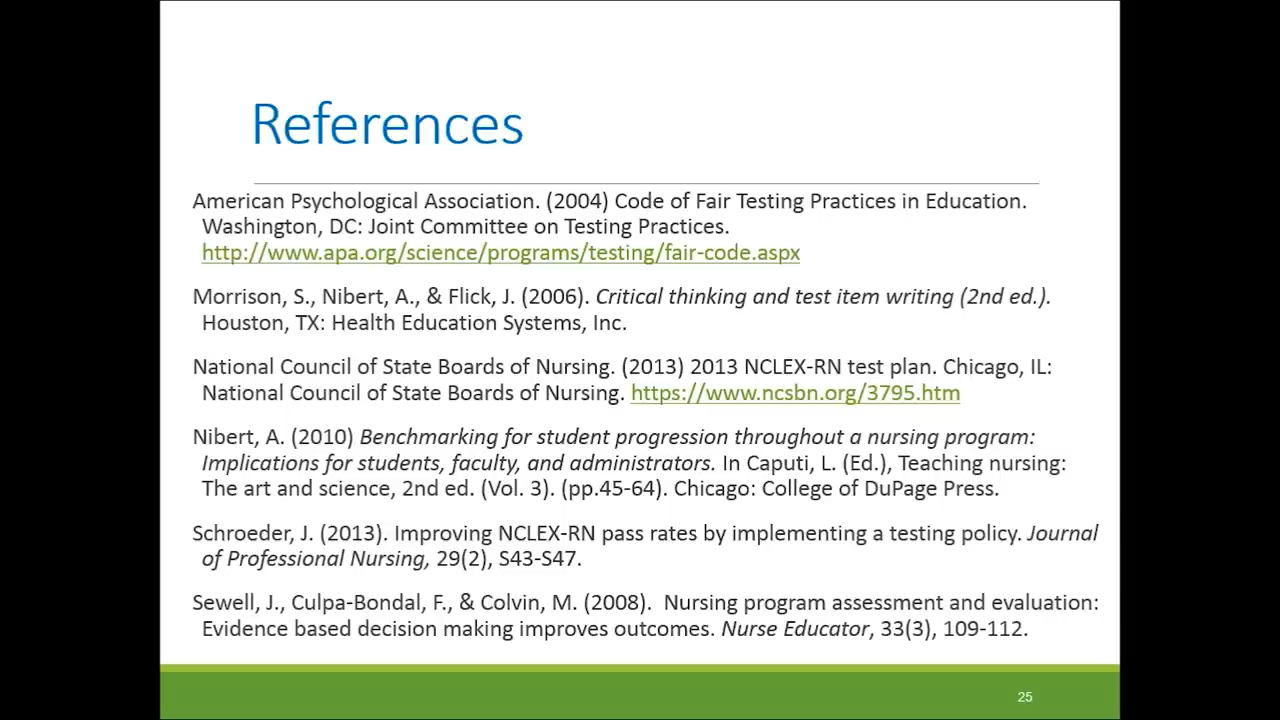 References
American Psychological Association. (2004) Code of Fair Testing Practices in Education.
Washington, DC: Joint Committee on Testing Practices.
http://www.apa.org/science/programs/testing/fair-code.aspx
Morrison, S., Nibert, A., & Flick, J. (2006). Critical thinking and test item writing (2nd ed.).
Houston, TX: Health Education Systems, Inc.
National Council of State Boards of Nursing. (2013) 2013 NCLEX-RN test plan. Chicago, IL:
National Council of State Boards of Nursing. https://www.ncsbn.org/3795.htm
Nibert, A. (2010) Benchmarking for student progression throughout a nursing program:
Implications for students, faculty, and administrators. In Caputi, L. (Ed.), Teaching nursing:
The art and science, 2nd ed. (Vol. 3). (pp.45-64). Chicago: College of DuPage Press.
Schroeder, J. (2013). Improving NCLEX-RN pass rates by implementing a testing policy. Journal
of Professional Nursing, 29(2), S43-S47.
Sewell, J., Culpa-Bondal, F., & Colvin, M. (2008).  Nursing program assessment and evaluation:
Evidence based decision making improves outcomes. Nurse Educator, 33(3), 109-112.
25